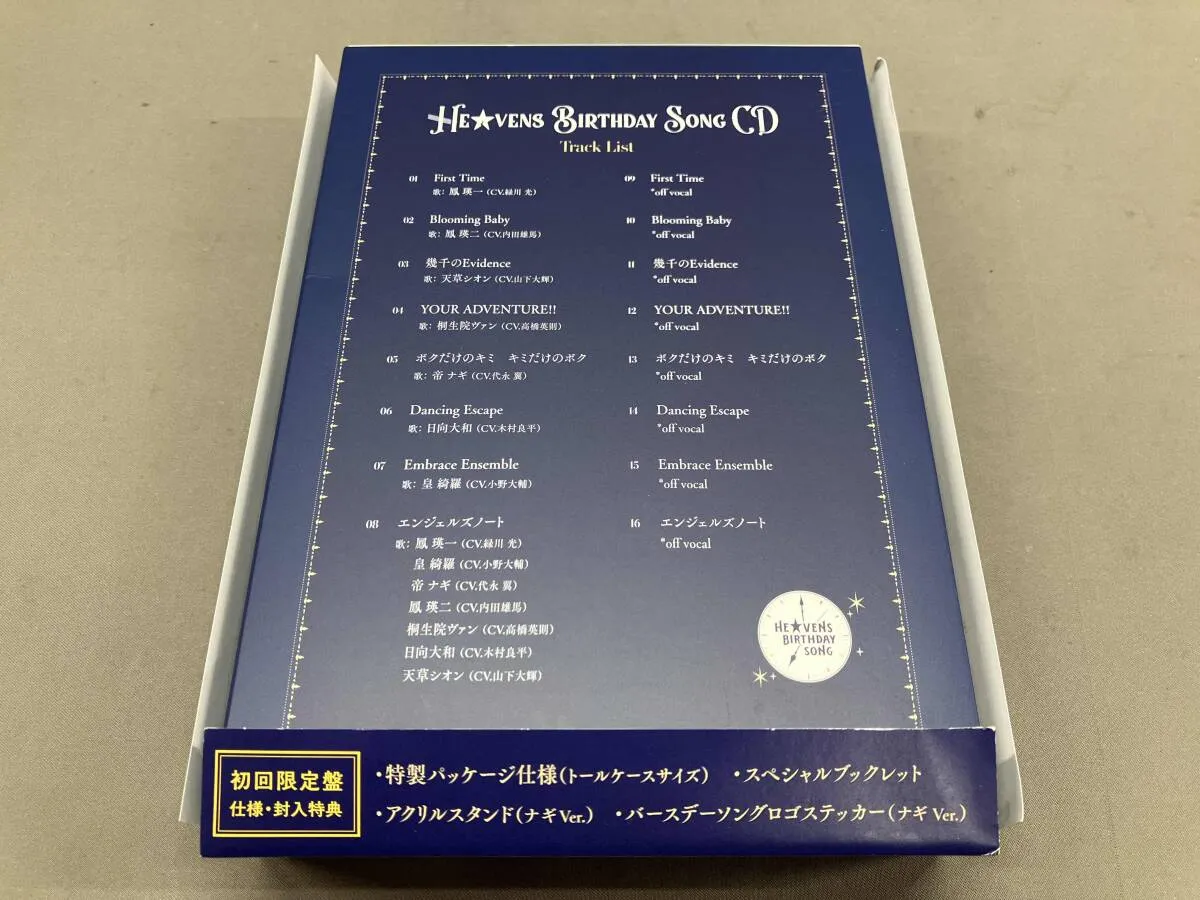 HE★VENS BIRTHDAY SONG CD
Track List
01 First Time
歌: 鳳 瑛一 (CV.緑川 光)
02 Blooming Baby
歌: 鳳 瑛二 (CV.内田雄馬)
03 幾千のEvidence
歌: 天草シオン (CV.山下大輝)
04 YOUR ADVENTURE!!
歌: 桐生院ヴァン (CV.高橋英則)
05 ボクだけのキミ キミだけのボク
歌: 帝 ナギ (CV.代永 翼)
06 Dancing Escape
歌: 日向大和 (CV.木村良平)
07 Embrace Ensemble
歌: 皇 綺羅 (CV.小野大輔)
08 エンジェルズノート
歌: 鳳 瑛一 (CV.緑川 光)
皇 綺羅 (CV.小野大輔)
帝 ナギ (CV.代永 翼)
鳳 瑛二 (CV.内田雄馬)
桐生院ヴァン (CV.高橋英則)
日向大和 (CV.木村良平)
天草シオン (CV.山下大輝)
09 First Time
*off vocal
10 Blooming Baby
*off vocal
11 幾千のEvidence
*off vocal
12 YOUR ADVENTURE!!
*off vocal
13 ボクだけのキミ キミだけのボク
*off vocal
14 Dancing Escape
*off vocal
15 Embrace Ensemble
*off vocal
16 エンジェルズノート
*off vocal
HE★VENS
BIRTHDAY
SONG
初回限定盤
仕様・封入特典
・特製パッケージ仕様(トールケースサイズ) ・スペシャルブックレット
・アクリルスタンド(ナギ Ver.) ・バースデーソングロゴステッカー(ナギ Ver.)